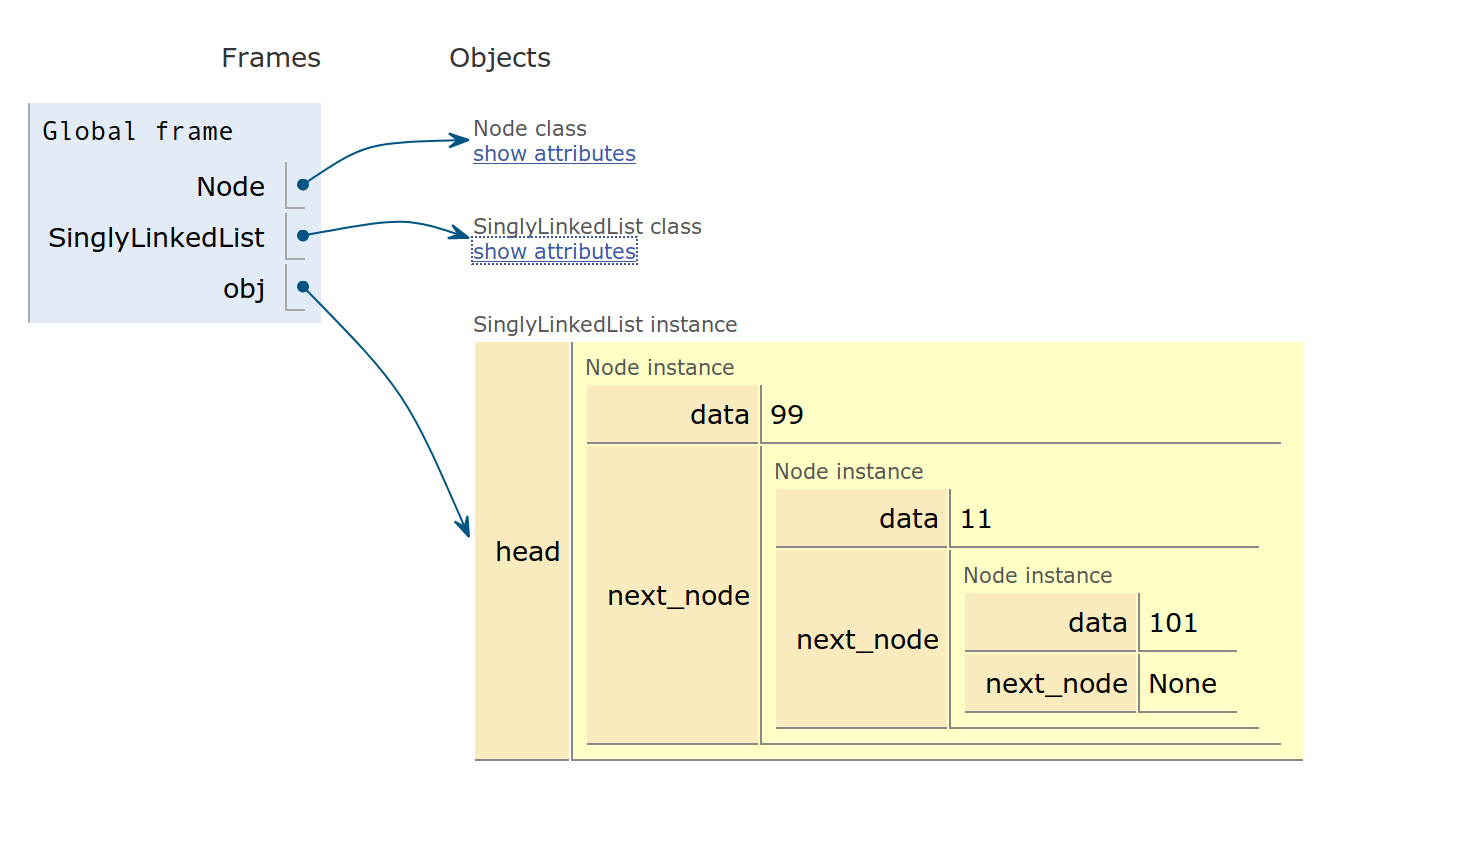 Frames Objects
Global frame
Node
SinglyLinkedList
obj
Node class
show attributes
SinglyLinkedList class
show attributes
SinglyLinkedList instance
head
Node instance
data 99
next_node
Node instance
data 11
next_node
Node instance
data 101
next_node None